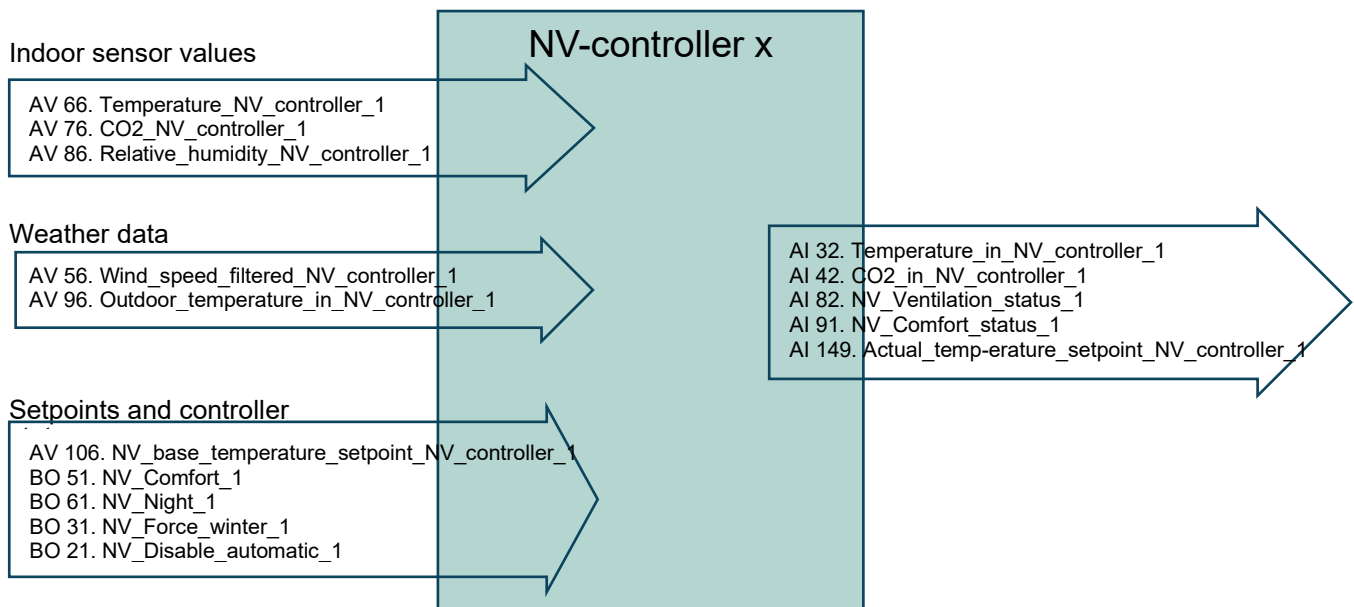 NV-controller x
Indoor sensor values
AV 66. Temperature_NV_controller_1
AV 76. CO2_NV_controller_1
AV 86. Relative_humidity_NV_controller_1
Weather data
AV 56. Wind_speed_filtered_NV_controller_1
AV 96. Outdoor_temperature_in_NV_controller_1
Setpoints and controller
AV 106. NV_base_temperature_setpoint_NV_controller_1
BO 51. NV_Comfort_1
BO 61. NV_Night_1
BO 31. NV_Force_winter_1
BO 21. NV_Disable_automatic_1
AI 32. Temperature_in_NV_controller_1
AI 42. CO2_in_NV_controller_1
AI 82. NV_Ventilation_status_1
AI 91. NV_Comfort_status_1
AI 149. Actual_temp-erature_setpoint_NV_controller_1